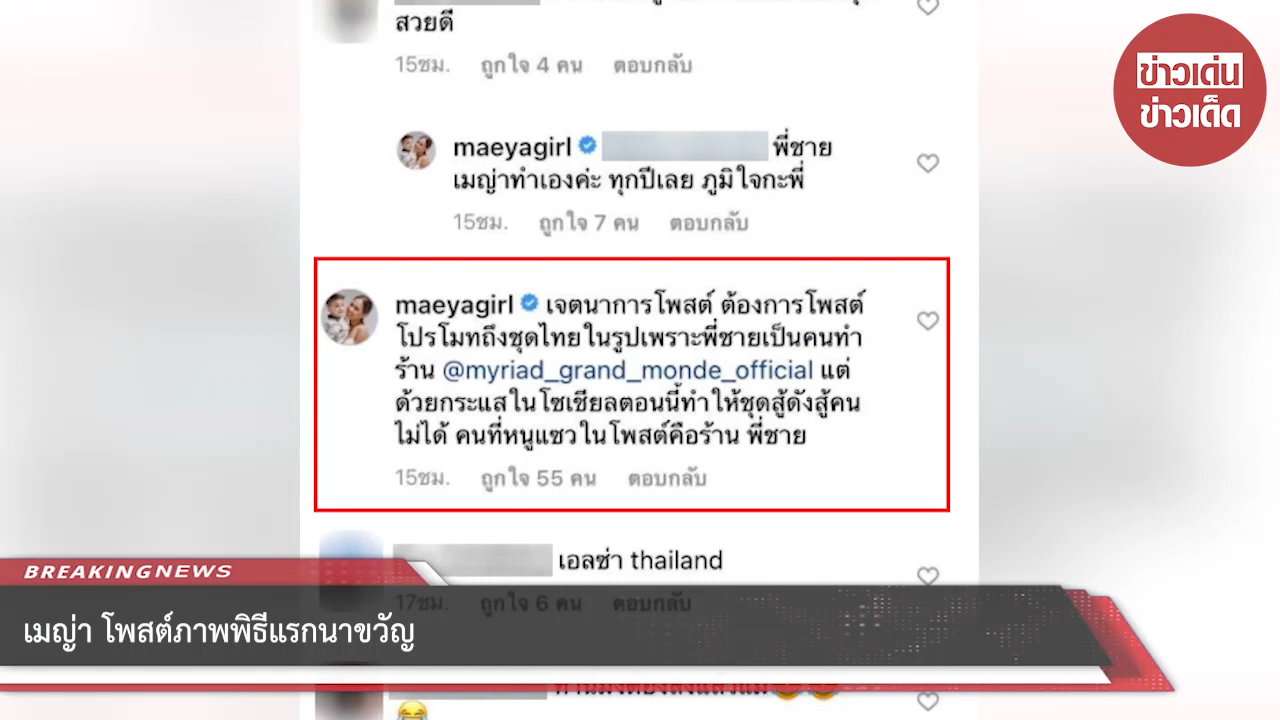 สวยดี
15ชม. ถูกใจ 4 คน ตอบกลับ
ข่าวเด่น
ข่าวเด็ด
maeyagirl พี่ชาย
เมญ่าทำเองค่ะ ทุกปีเลย ภูมิใจกะพี่
15ชม. ถูกใจ 7 คน ตอบกลับ
maeyagirl เจตนาการโพสต์ ต้องการโพสต์
โปรโมทถึงชุดไทยในรูปเพราะพี่ชายเป็นคนทำ
ร้าน @myriad_grand_monde_official แต่
ด้วยกระแสในโซเชียลตอนนี้ทำให้ชุดสู้ดังสู้คน
ไม่ได้ คนที่หนูแซวในโพสต์คือร้าน พี่ชาย
15ชม. ถูกใจ 55 คน ตอบกลับ
เอลซ่า thailand
17ชม. ถูกใจ 6 คน ตอบกลับ
BREAKINGNEWS
เมญ่า โพสต์ภาพพิธีแรกนาขวัญ